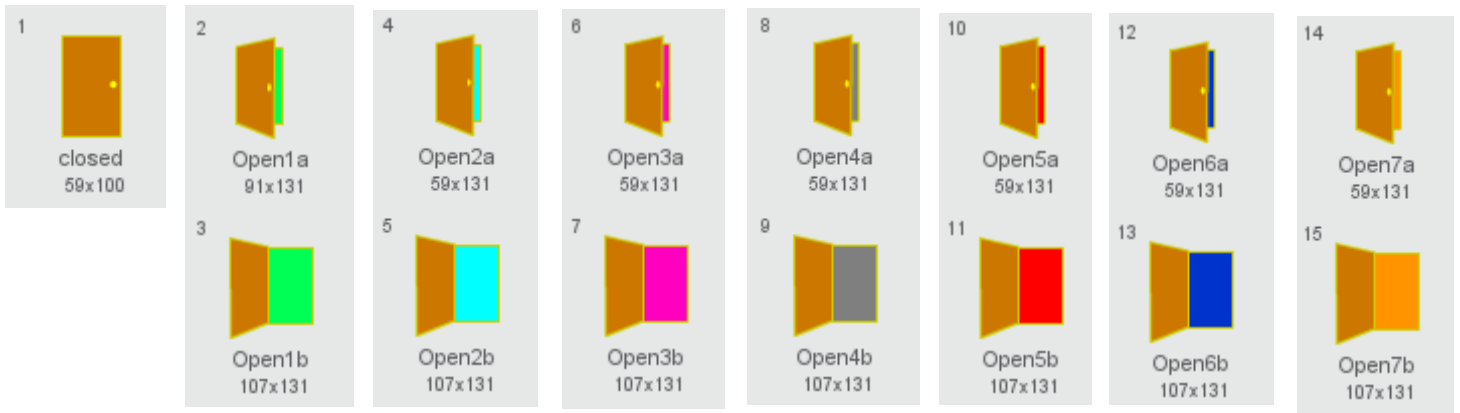 1
closed
59x100
2
Open1a
91x131
3
Open1b
107x131
4
Open2a
59x131
5
Open2b
107x131
6
Open3a
59x131
7
Open3b
107x131
8
Open4a
59x131
9
Open4b
107x131
10
Open5a
59x131
11
Open5b
107x131
12
Open6a
59x131
13
Open6b
107x131
14
Open7a
59x131
15
Open7b
107x131